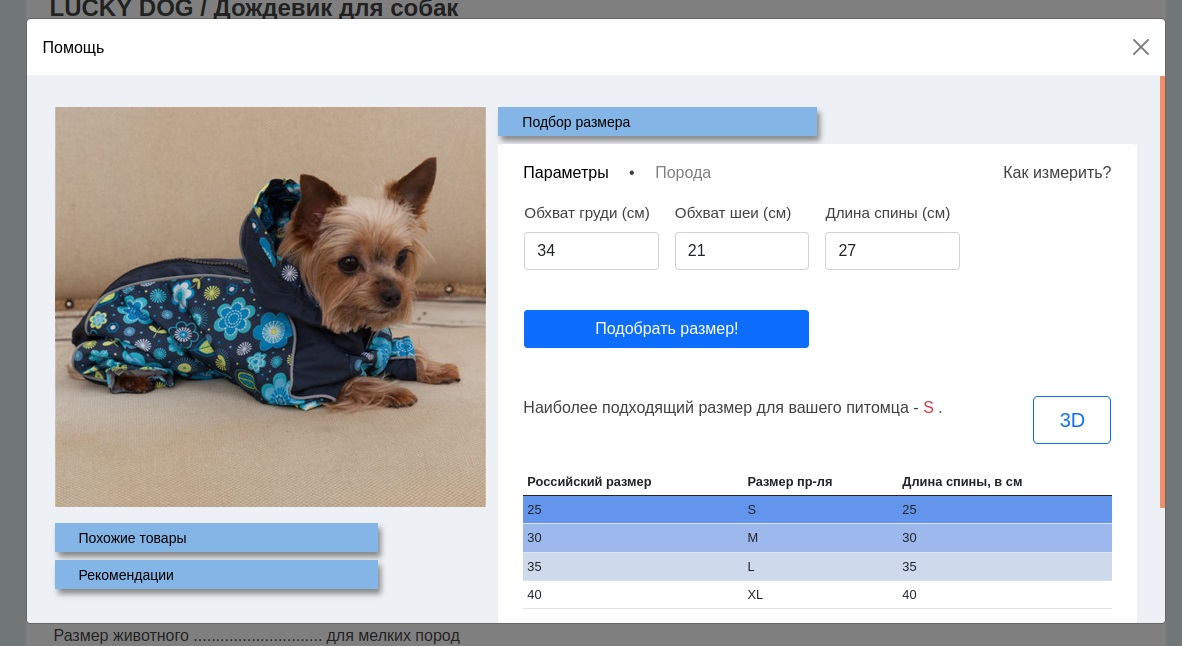 LUCKY DOG / Дождевик для собак
Помощь
Подбор размера
Параметры • Порода Как измерить?
Обхват груди (см) Обхват шеи (см) Длина спины (см)
34 21 27
Подобрать размер!
Наиболее подходящий размер для вашего питомца - S .
3D
Российский размер Размер пр-ля Длина спины, в см
25 S 25
30 M 30
35 L 35
40 XL 40
Похожие товары
Рекомендации
Размер животного ............................. для мелких пород